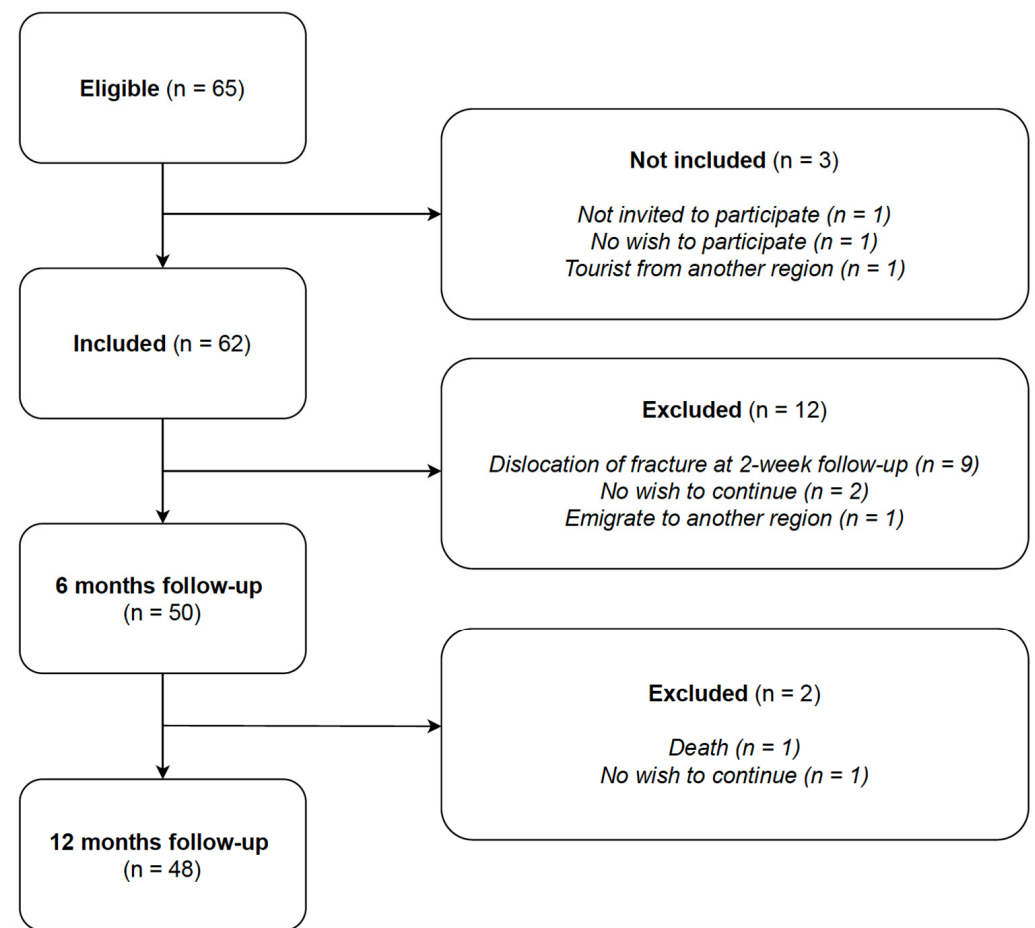 Eligible (n = 65)
Not included (n = 3)
Not invited to participate (n = 1)
No wish to participate (n = 1)
Tourist from another region (n = 1)
Included (n = 62)
Excluded (n = 12)
Dislocation of fracture at 2-week follow-up (n = 9)
No wish to continue (n = 2)
Emigrate to another region (n = 1)
6 months follow-up
(n = 50)
Excluded (n = 2)
Death (n = 1)
No wish to continue (n = 1)
12 months follow-up
(n = 48)